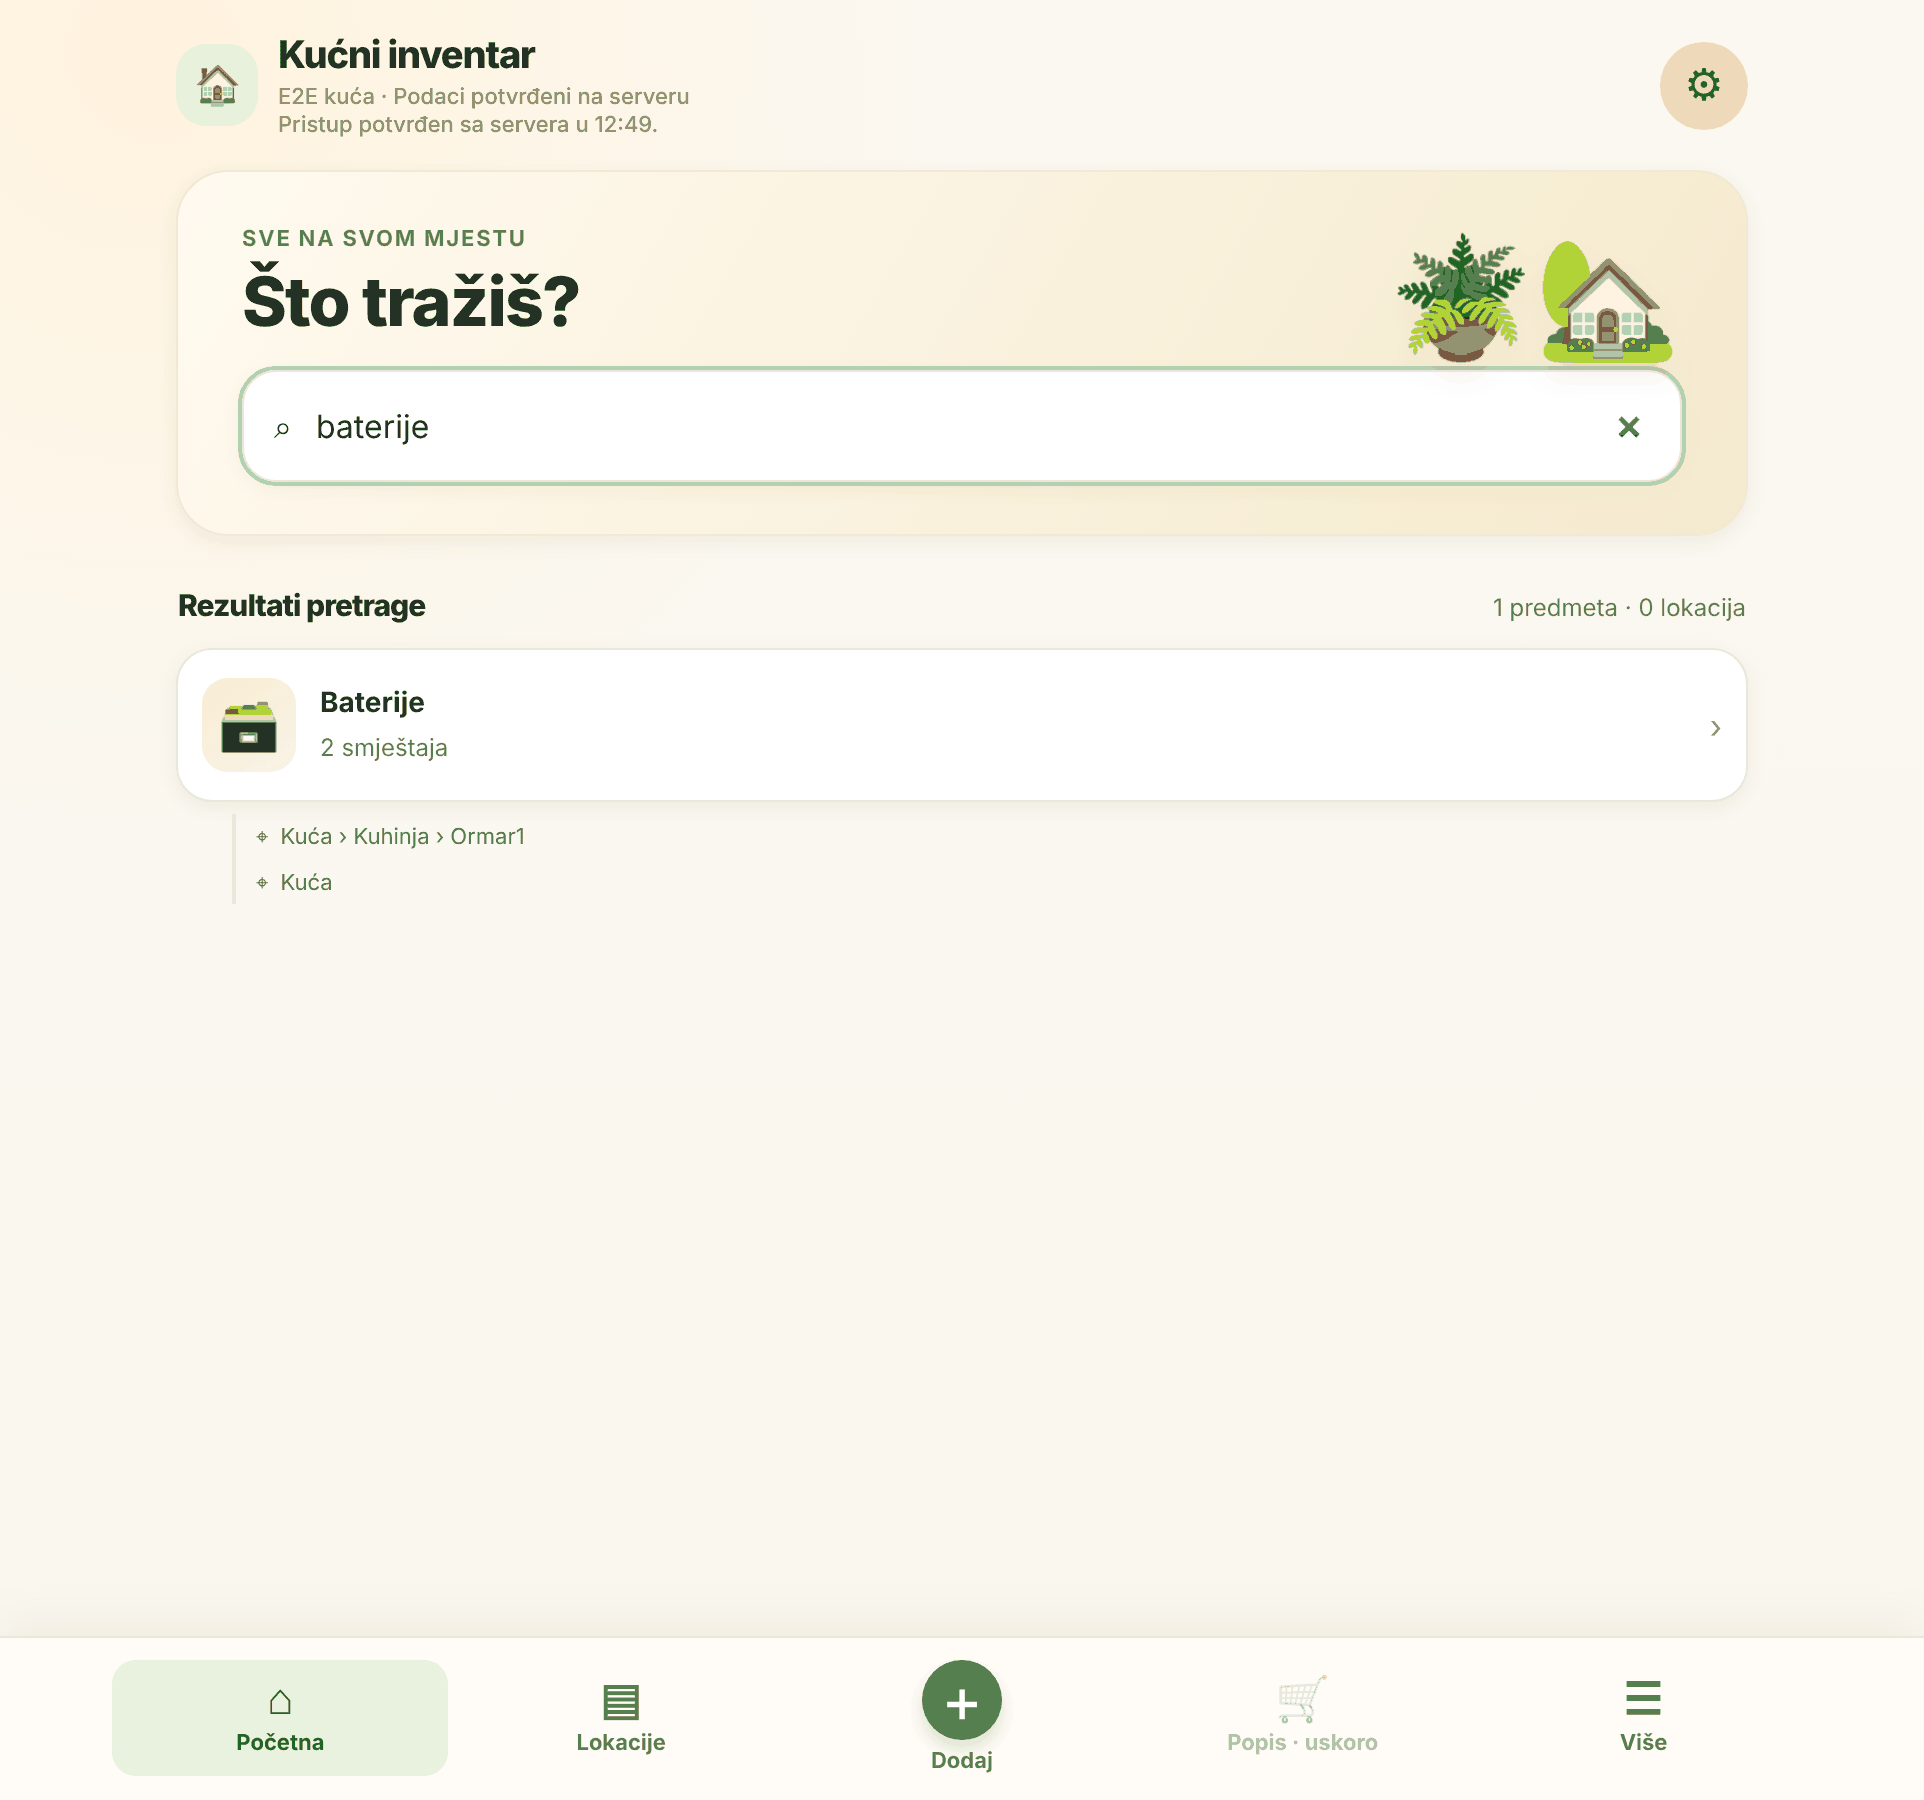 Kućni inventar
E2E kuća · Podaci potvrđeni na serveru
Pristup potvrđen sa servera u 12:49.
SVE NA SVOM MJESTU
Što tražiš?
baterije
Rezultati pretrage
1 predmeta · 0 lokacija
Baterije
2 smještaja
Kuća › Kuhinja › Ormar1
Kuća
Početna
Lokacije
Dodaj
Popis · uskoro
Više